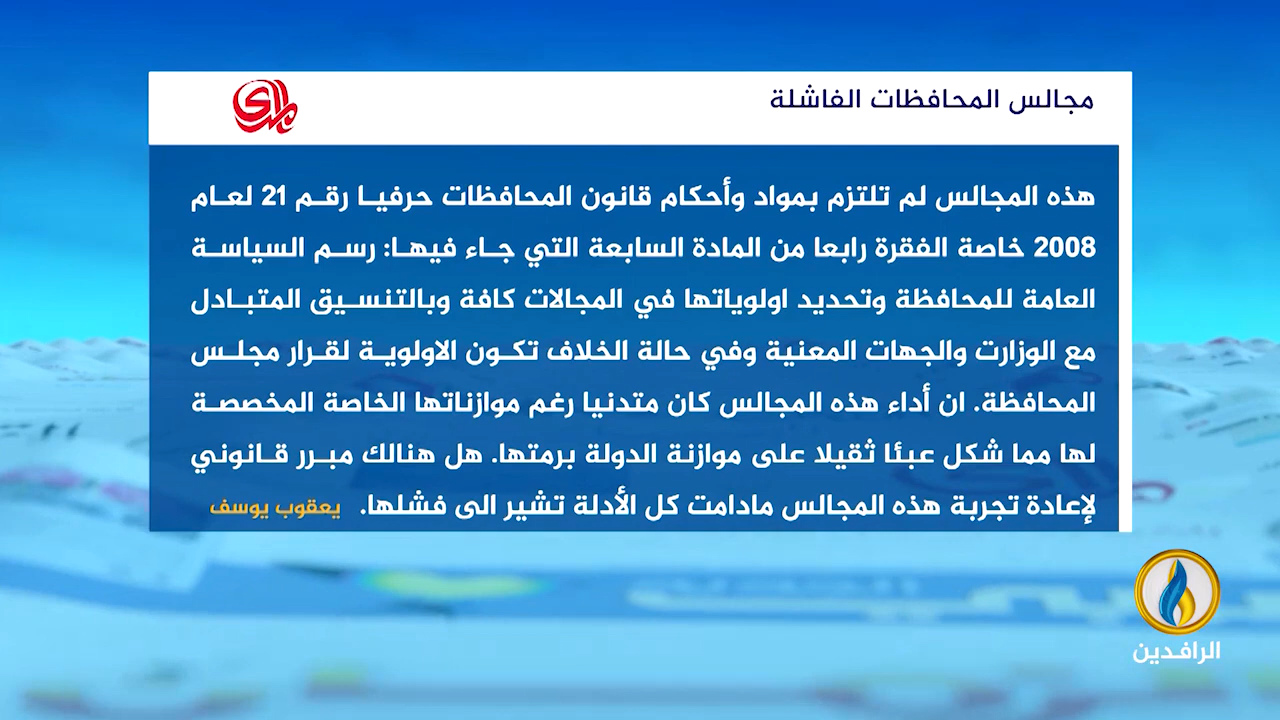 مجالس المحافظات الفاشلة
المدى
هذه المجالس لم تلتزم بمواد وأحكام قانون المحافظات حرفيا رقم 21 لعام
2008 خاصة الفقرة رابعا من المادة السابعة التي جاء فيها: رسم السياسة
العامة للمحافظة وتحديد اولوياتها في المجالات كافة وبالتنسيق المتبادل
مع الوزارت والجهات المعنية وفي حالة الخلاف تكون الاولوية لقرار مجلس
المحافظة. ان أداء هذه المجالس كان متدنيا رغم موازناتها الخاصة المخصصة
لها مما شكل عبئا ثقيلا على موازنة الدولة برمتها. هل هنالك مبرر قانوني
لإعادة تجربة هذه المجالس مادامت كل الأدلة تشير الى فشلها. يعقوب يوسف
الرافدين